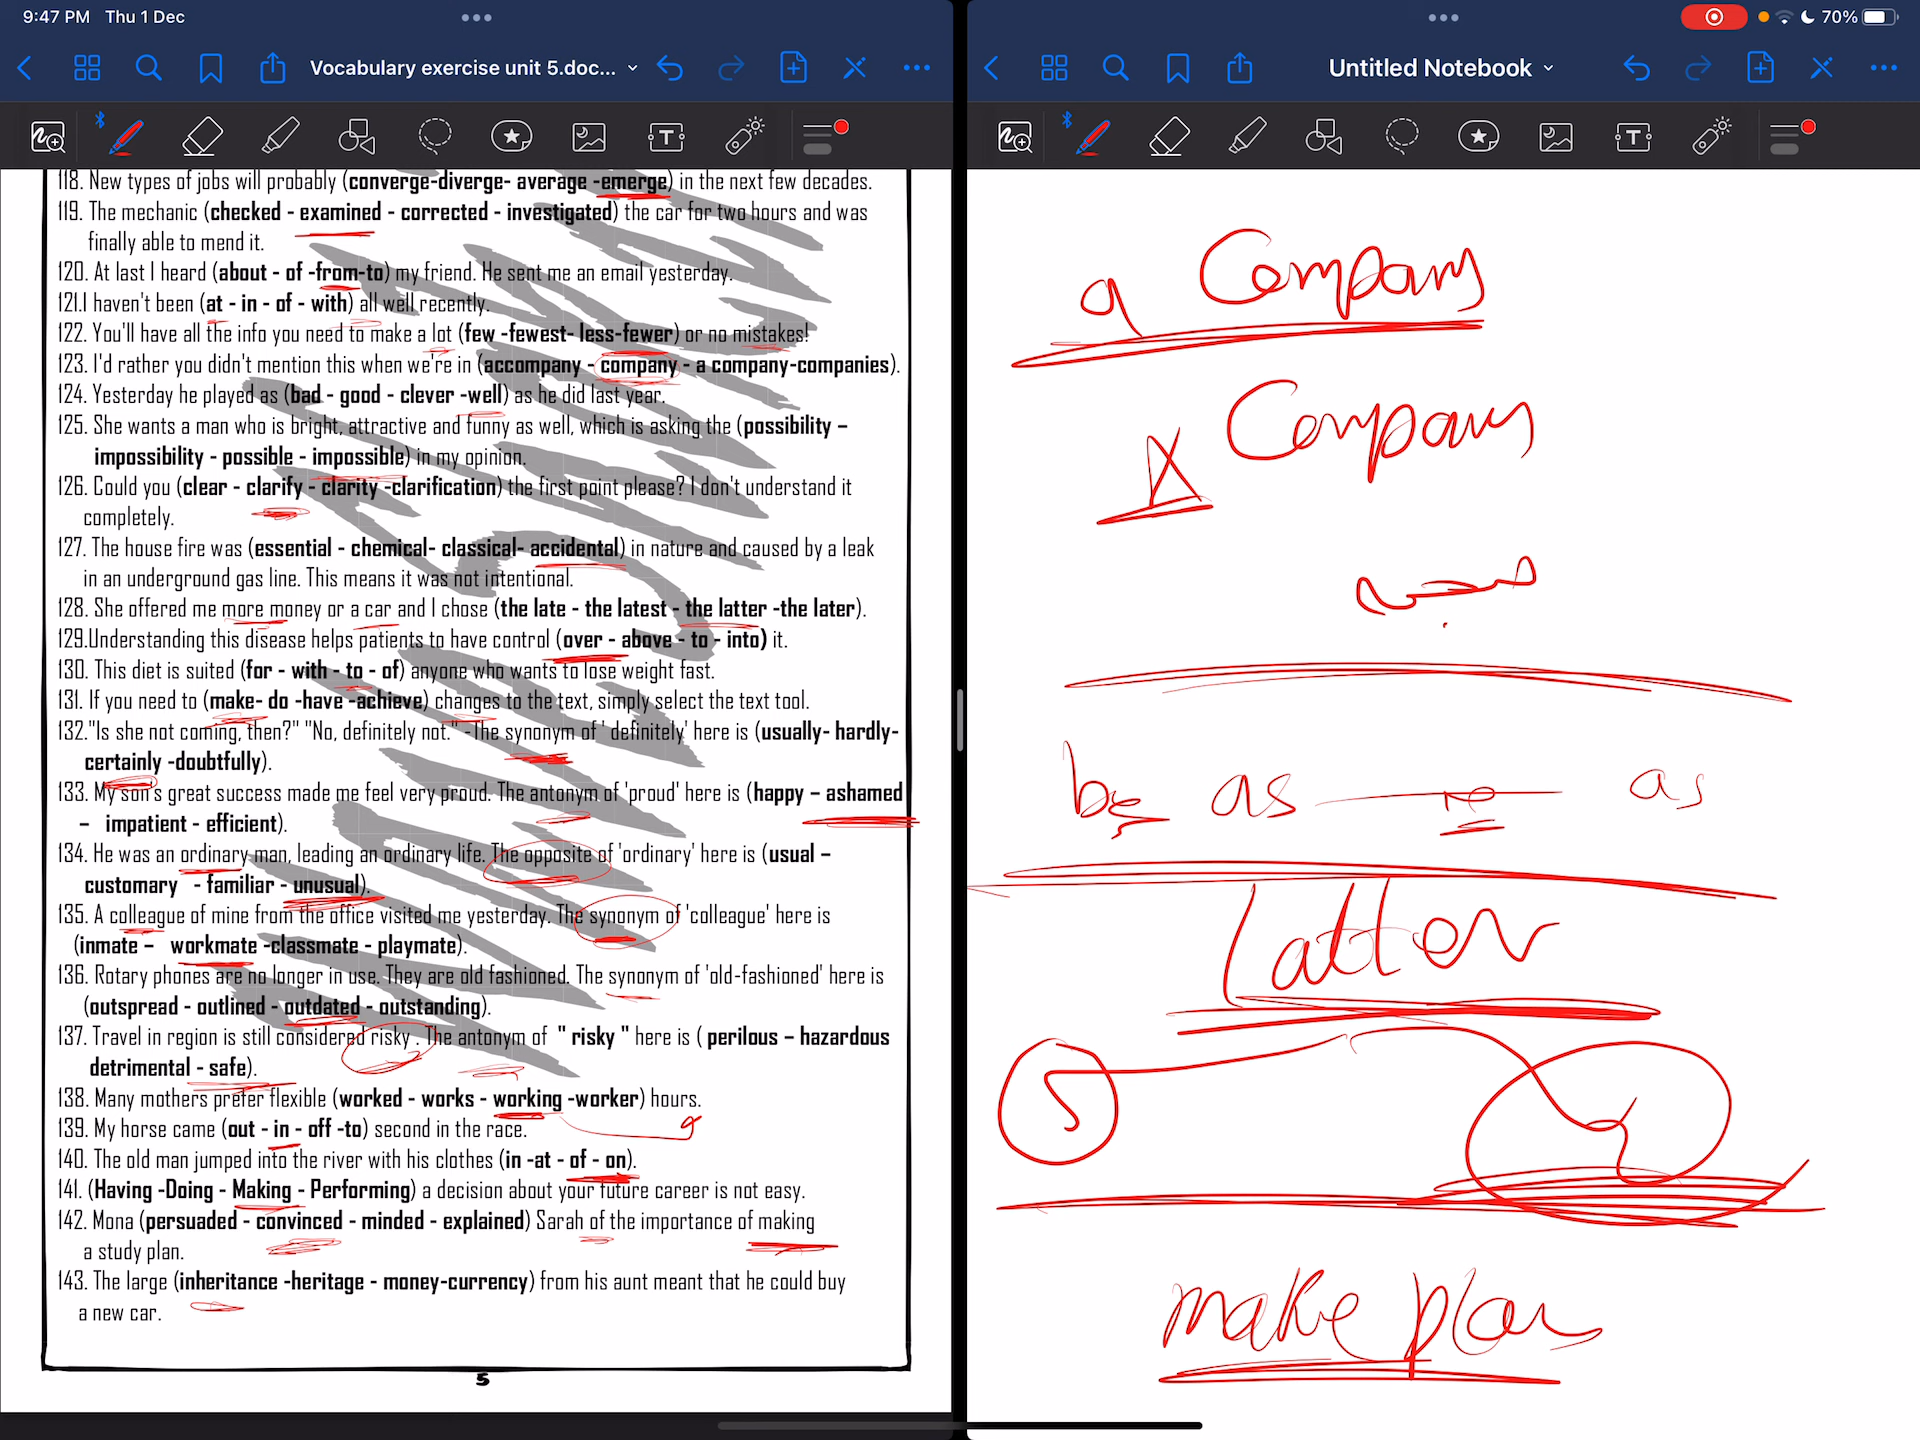 9:47 PM Thu 1 Dec
70%
Vocabulary exercise unit 5.doc...
Untitled Notebook
118. New types of jobs will probably (converge-diverge- average -emerge) in the next few decades.
119. The mechanic (checked - examined - corrected - investigated) the car for two hours and was
finally able to mend it.
120. At last I heard (about - of -from-to) my friend. He sent me an email yesterday.
121.I haven't been (at - in - of - with) all well recently.
122. You'll have all the info you need to make a lot (few -fewest- less-fewer) or no mistakes!
123. I'd rather you didn't mention this when we're in (accompany - company - a company-companies).
124. Yesterday he played as (bad - good - clever -well) as he did last year.
125. She wants a man who is bright, attractive and funny as well, which is asking the (possibility –
impossibility - possible - impossible) in my opinion.
126. Could you (clear - clarify - clarity -clarification) the first point please? I don't understand it
completely.
127. The house fire was (essential - chemical- classical- accidental) in nature and caused by a leak
in an underground gas line. This means it was not intentional.
128. She offered me more money or a car and I chose (the late - the latest - the latter -the later).
129.Understanding this disease helps patients to have control (over - above - to - into) it.
130. This diet is suited (for - with - to - of) anyone who wants to lose weight fast.
131. If you need to (make- do -have -achieve) changes to the text, simply select the text tool.
132."Is she not coming, then?" "No, definitely not." -The synonym of ' definitely' here is (usually- hardly-
certainly -doubtfully).
133. My son's great success made me feel very proud. The antonym of 'proud' here is (happy – ashamed
– impatient - efficient).
134. He was an ordinary man, leading an ordinary life. The opposite of 'ordinary' here is (usual –
customary - familiar - unusual).
135. A colleague of mine from the office visited me yesterday. The synonym of 'colleague' here is
(inmate – workmate -classmate - playmate).
136. Rotary phones are no longer in use. They are old fashioned. The synonym of 'old-fashioned' here is
(outspread - outlined - outdated - outstanding).
137. Travel in region is still considered risky . The antonym of " risky " here is ( perilous – hazardous
detrimental - safe).
138. Many mothers prefer flexible (worked - works - working -worker) hours.
139. My horse came (out - in - off -to) second in the race.
140. The old man jumped into the river with his clothes (in -at - of - on).
141. (Having -Doing - Making - Performing) a decision about your future career is not easy.
142. Mona (persuaded - convinced - minded - explained) Sarah of the importance of making
a study plan.
143. The large (inheritance -heritage - money-currency) from his aunt meant that he could buy
a new car.
5
a Company
Company
be as as
Latter
make plan